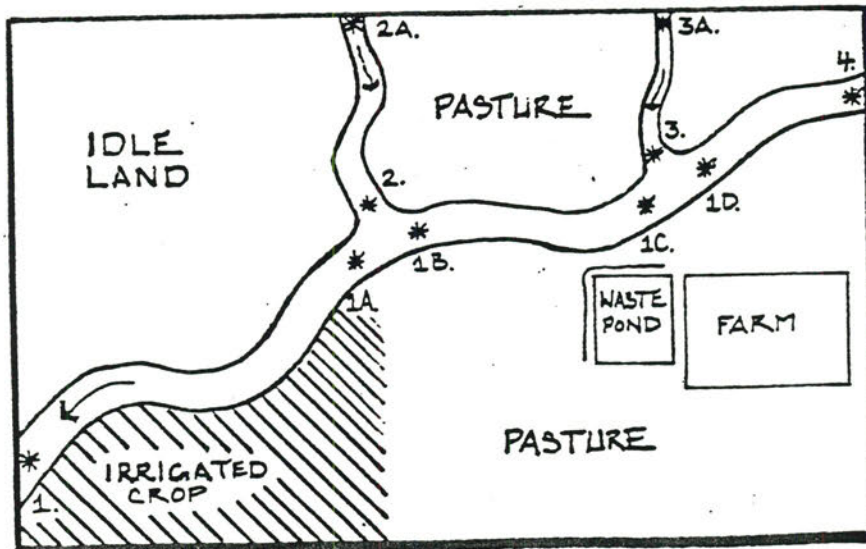 2A.
3A.
4.
PASTURE
IDLE
LAND
3.
2.
1D.
1B.
1C.
1A
WASTE
POND
FARM
PASTURE
IRRIGATED
CROP
1.